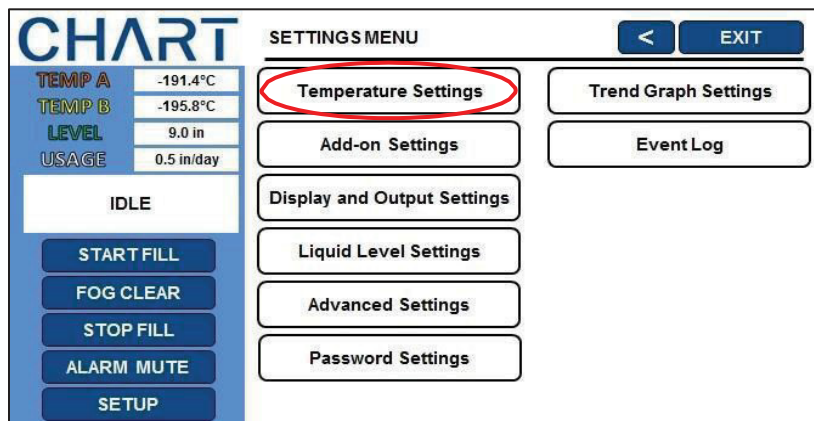 CHART
TEMP A -191.4°C
TEMP B -195.8°C
LEVEL 9.0 in
USAGE 0.5 in/day
IDLE
START FILL
FOG CLEAR
STOP FILL
ALARM MUTE
SETUP
SETTINGS MENU < EXIT
Temperature Settings
Add-on Settings
Display and Output Settings
Liquid Level Settings
Advanced Settings
Password Settings
Trend Graph Settings
Event Log